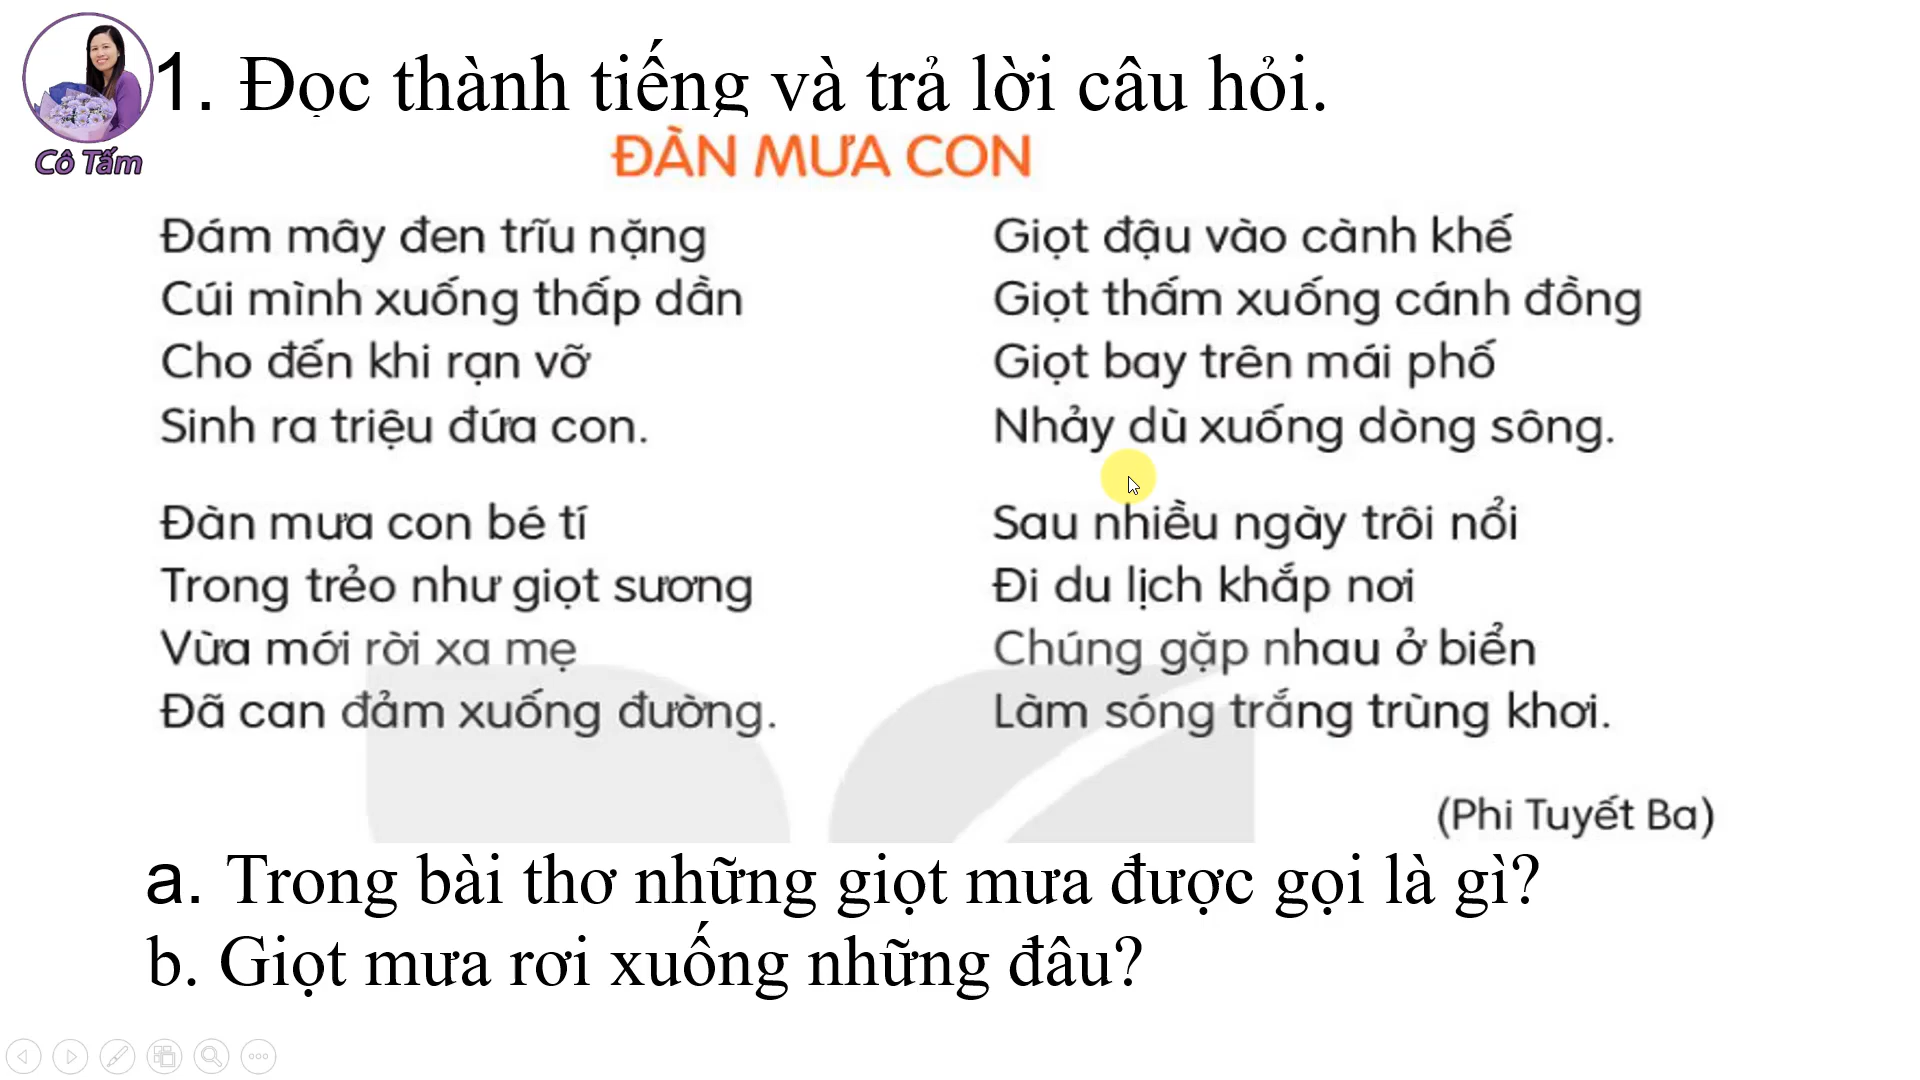 Cô Tấm
1. Đọc thành tiếng và trả lời câu hỏi.
ĐÀN MƯA CON
Đám mây đen trĩu nặng
Cúi mình xuống thấp dần
Cho đến khi rạn vỡ
Sinh ra triệu đứa con.
Đàn mưa con bé tí
Trong trẻo như giọt sương
Vừa mới rời xa mẹ
Đã can đảm xuống đường.
Giọt đậu vào cành khế
Giọt thấm xuống cánh đồng
Giọt bay trên mái phố
Nhảy dù xuống dòng sông.
Sau nhiều ngày trôi nổi
Đi du lịch khắp nơi
Chúng gặp nhau ở biển
Làm sóng trắng trùng khơi.
(Phi Tuyết Ba)
a. Trong bài thơ những giọt mưa được gọi là gì?
b. Giọt mưa rơi xuống những đâu?